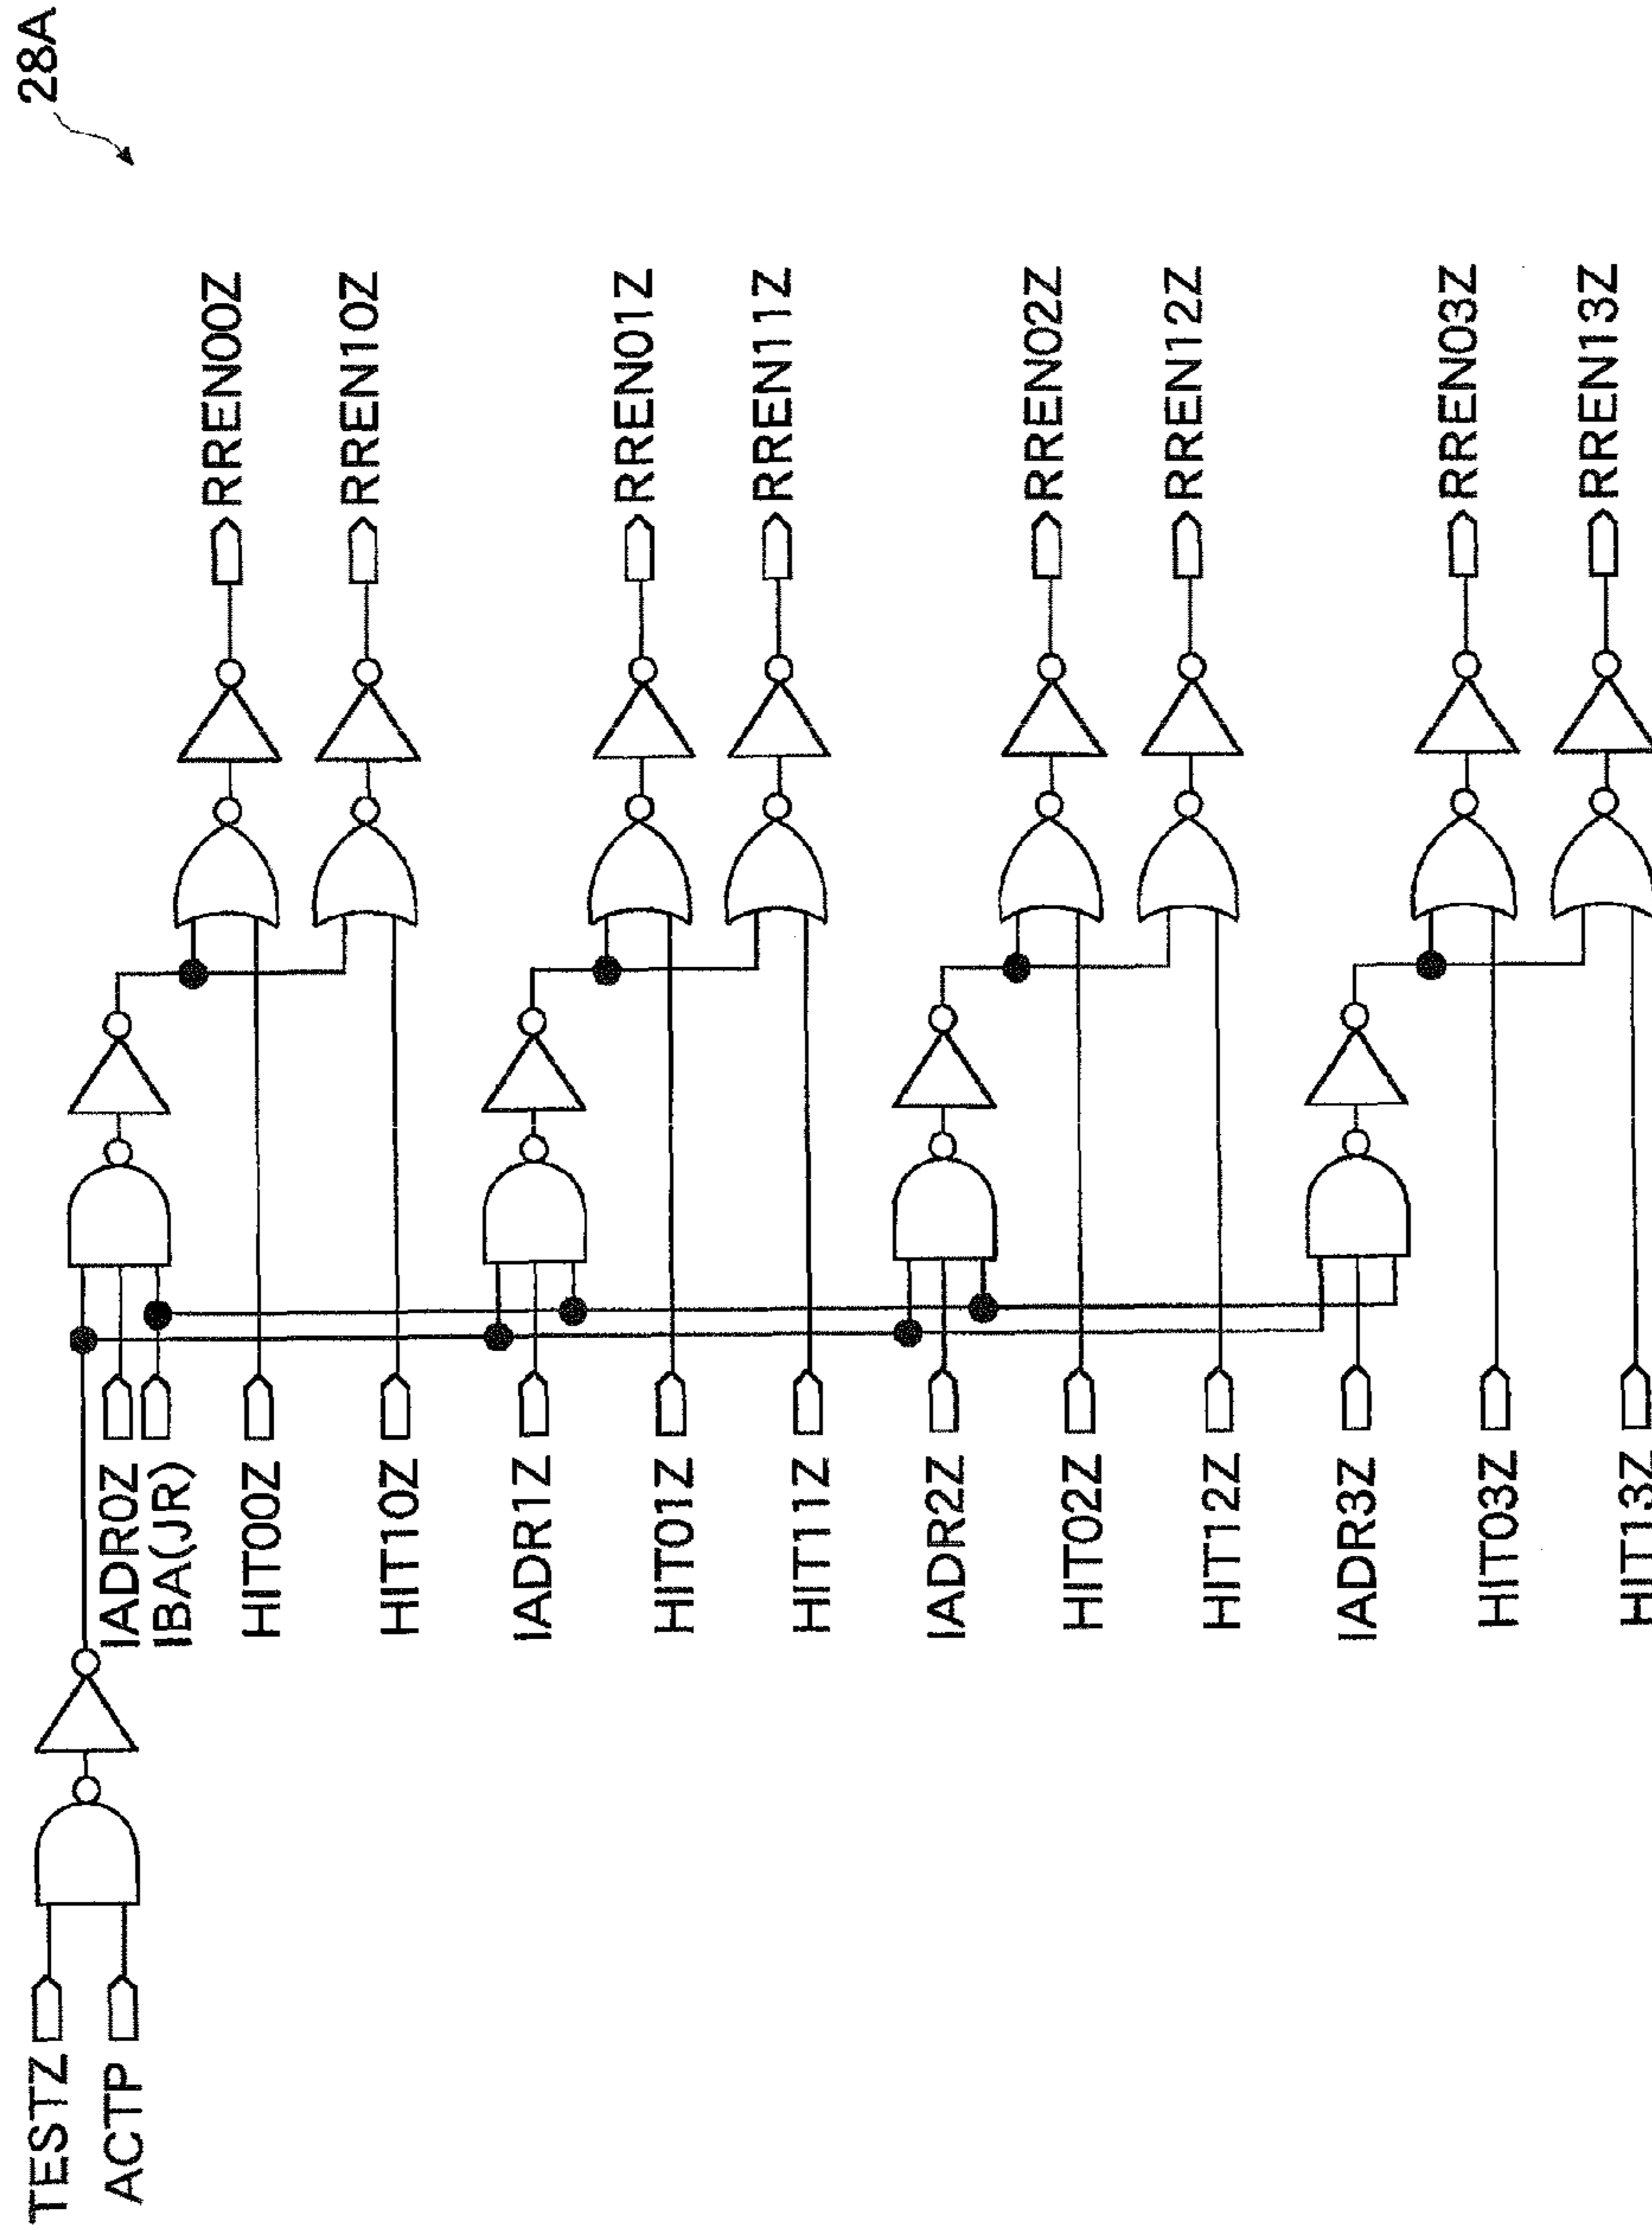 28A
TESTZ
ACTP
IADR0Z
IBA(JR)
HIT00Z
HIT10Z
IADR1Z
HIT01Z
HIT11Z
IADR2Z
HIT02Z
HIT12Z
IADR3Z
HIT03Z
HIT13Z
RREN00Z
RREN10Z
RREN01Z
RREN11Z
RREN02Z
RREN12Z
RREN03Z
RREN13Z